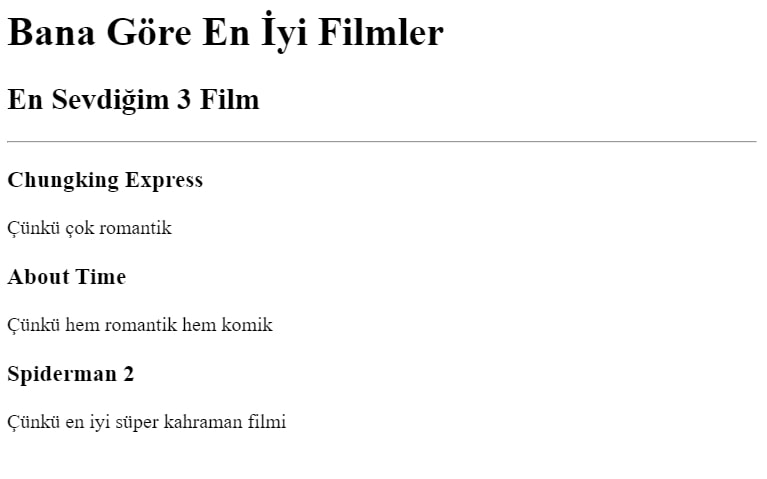 Bana Göre En İyi Filmler
En Sevdiğim 3 Film
Chungking Express
Çünkü çok romantik
About Time
Çünkü hem romantik hem komik
Spiderman 2
Çünkü en iyi süper kahraman filmi